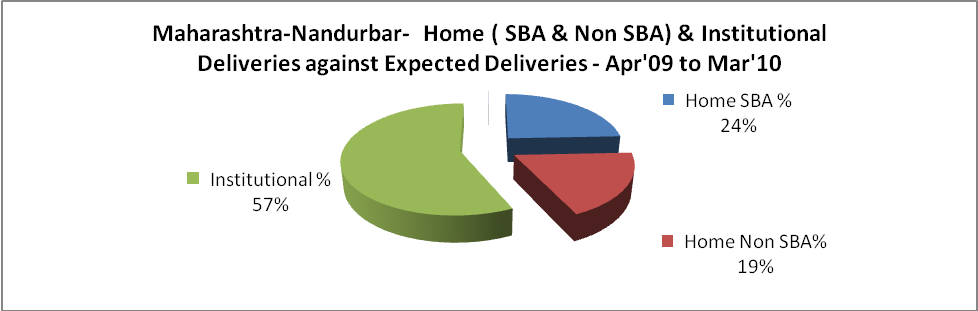 Maharashtra-Nandurbar- Home ( SBA & Non SBA) & Institutional
Deliveries against Expected Deliveries - Apr'09 to Mar'10
Home SBA %
24%
Institutional %
57%
Home Non SBA%
19%